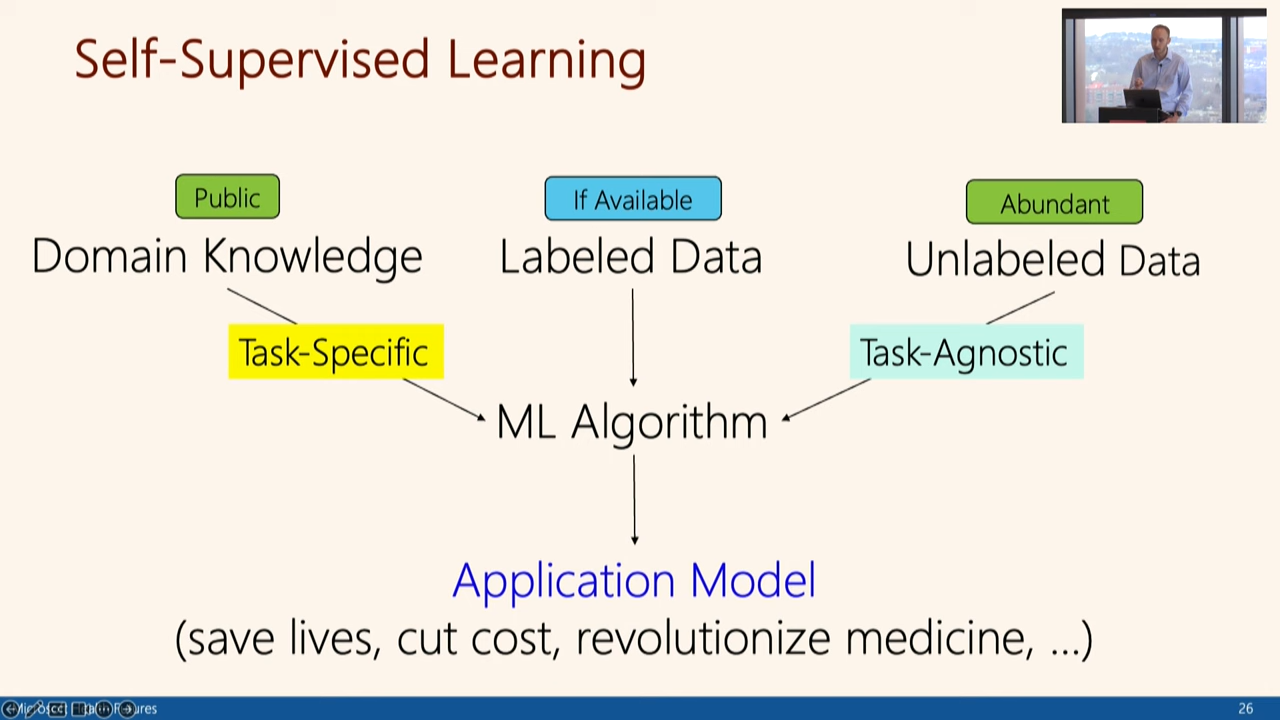 Self-Supervised Learning
Public
If Available
Abundant
Domain Knowledge
Labeled Data
Unlabeled Data
Task-Specific
Task-Agnostic
ML Algorithm
Application Model
(save lives, cut cost, revolutionize medicine, ...)
26